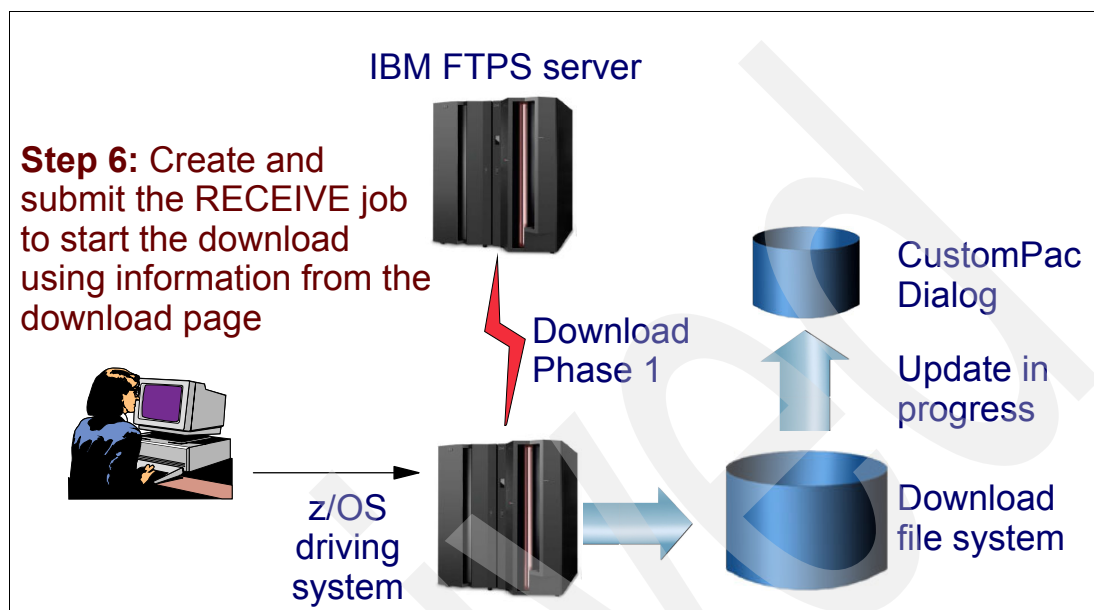 IBM FTPS server
Step 6: Create and
submit the RECEIVE job
to start the download
using information from the
download page
Download
Phase 1
CustomPac
Dialog
Update in
progress
z/OS
driving
system
Download
file system